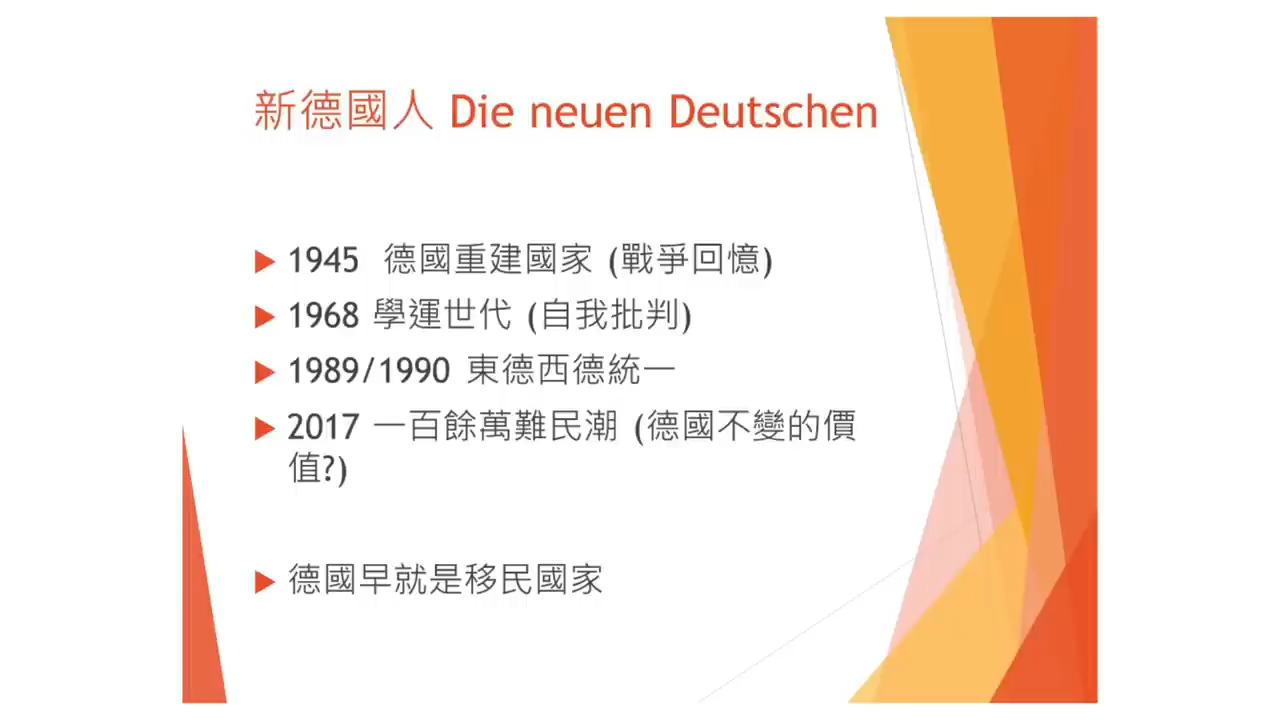 新德國人 Die neuen Deutschen
1945 德國重建國家 (戰爭回憶)
1968 學運世代 (自我批判)
1989/1990 東德西德統一
2017 一百餘萬難民潮 (德國不變的價
值?)
德國早就是移民國家